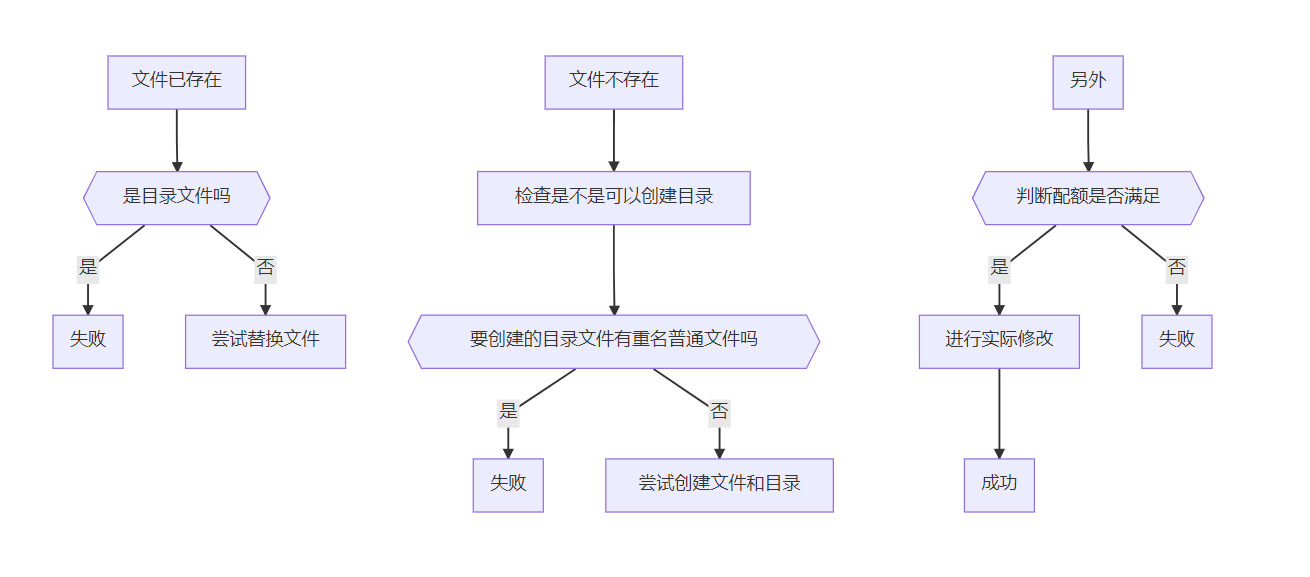 文件已存在
是目录文件吗
是
否
失败
尝试替换文件
文件不存在
检查是不是可以创建目录
要创建的目录文件有重名普通文件吗
是
否
失败
尝试创建文件和目录
另外
判断配额是否满足
是
否
进行实际修改
失败
成功